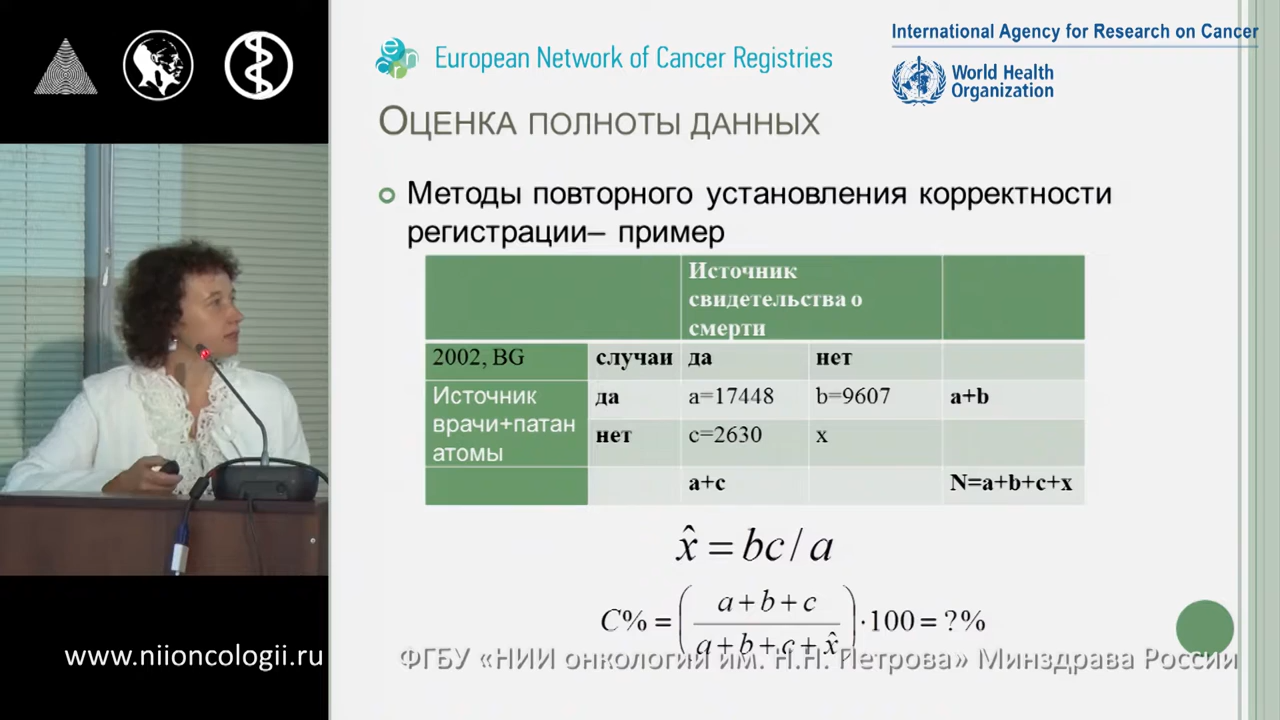 International Agency for Research on Cancer
European Network of Cancer Registries
World Health
Organization
Оценка полноты данных
Методы повторного установления корректности
регистрации– пример
Источник
свидетельства о
смерти
2002, BG случаи да нет
Источник
врачи+патан
атомы
да a=17448 b=9607 a+b
нет c=2630 x
a+c N=a+b+c+x
x̂ = bc / a
C% = ( a + b + c / a + b + c + x̂ ) ·100 = ?%
www.niioncologii.ru
ФГБУ «НИИ онкологии им. Н.Н. Петрова» Минздрава России